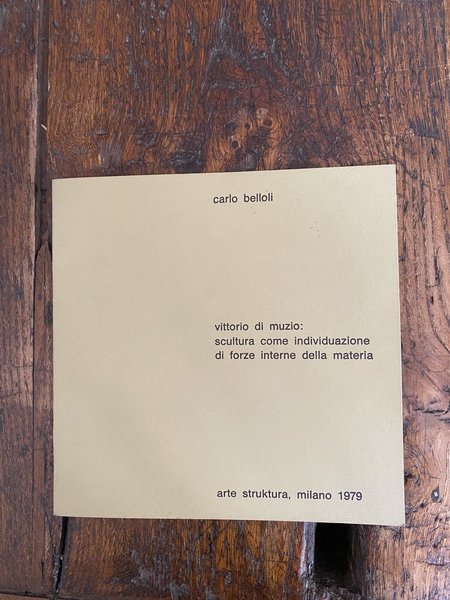 carlo belloli
vittorio di muzio:
scultura come individuazione
di forze interne della materia
arte struktura, milano 1979